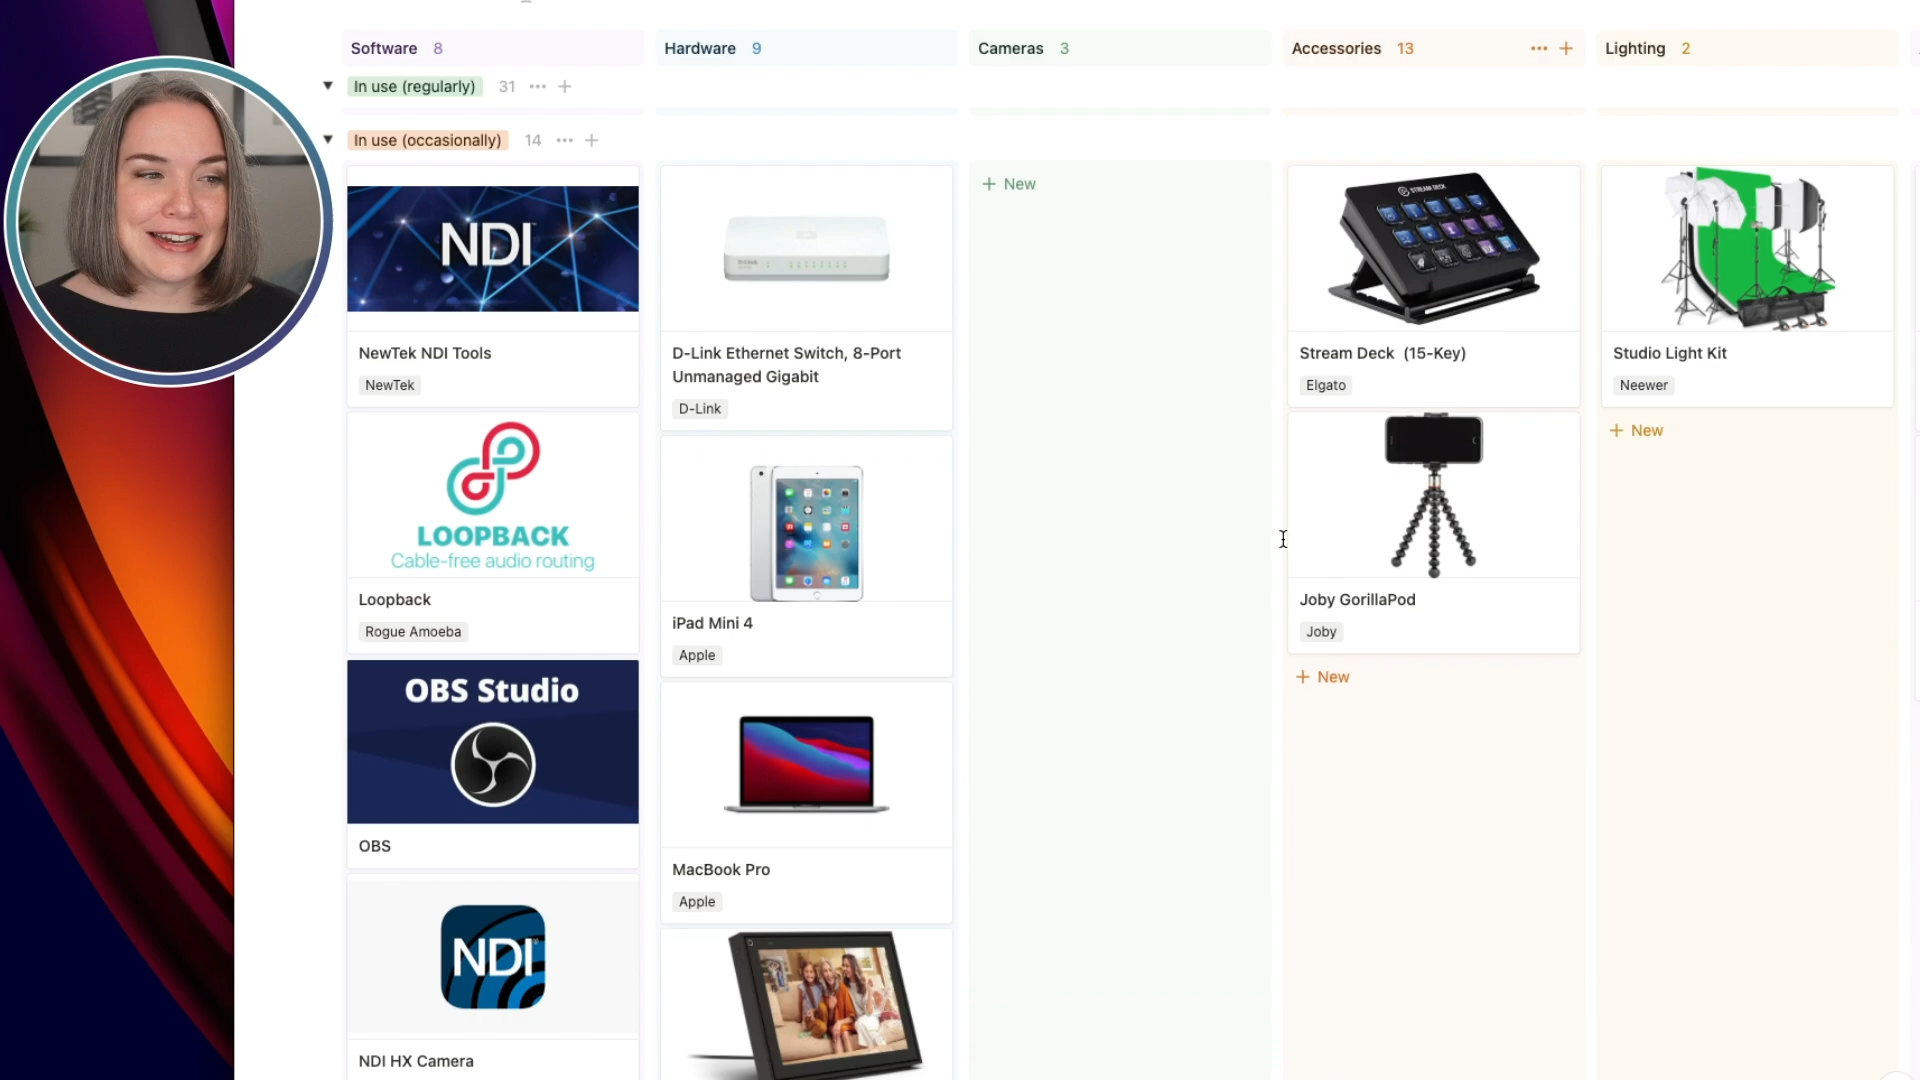 Software 8
Hardware 9
Cameras 3
Accessories 13
Lighting 2
In use (regularly) 31
In use (occasionally) 14
NDI
NewTek NDI Tools
NewTek
LOOPBACK
Cable-free audio routing
Loopback
Rogue Amoeba
OBS Studio
OBS
NDI
NDI HX Camera
D-Link Ethernet Switch, 8-Port
Unmanaged Gigabit
D-Link
iPad Mini 4
Apple
MacBook Pro
Apple
+ New
STREAM DECK
Stream Deck (15-Key)
Elgato
Joby GorillaPod
Joby
+ New
Studio Light Kit
Neewer
+ New